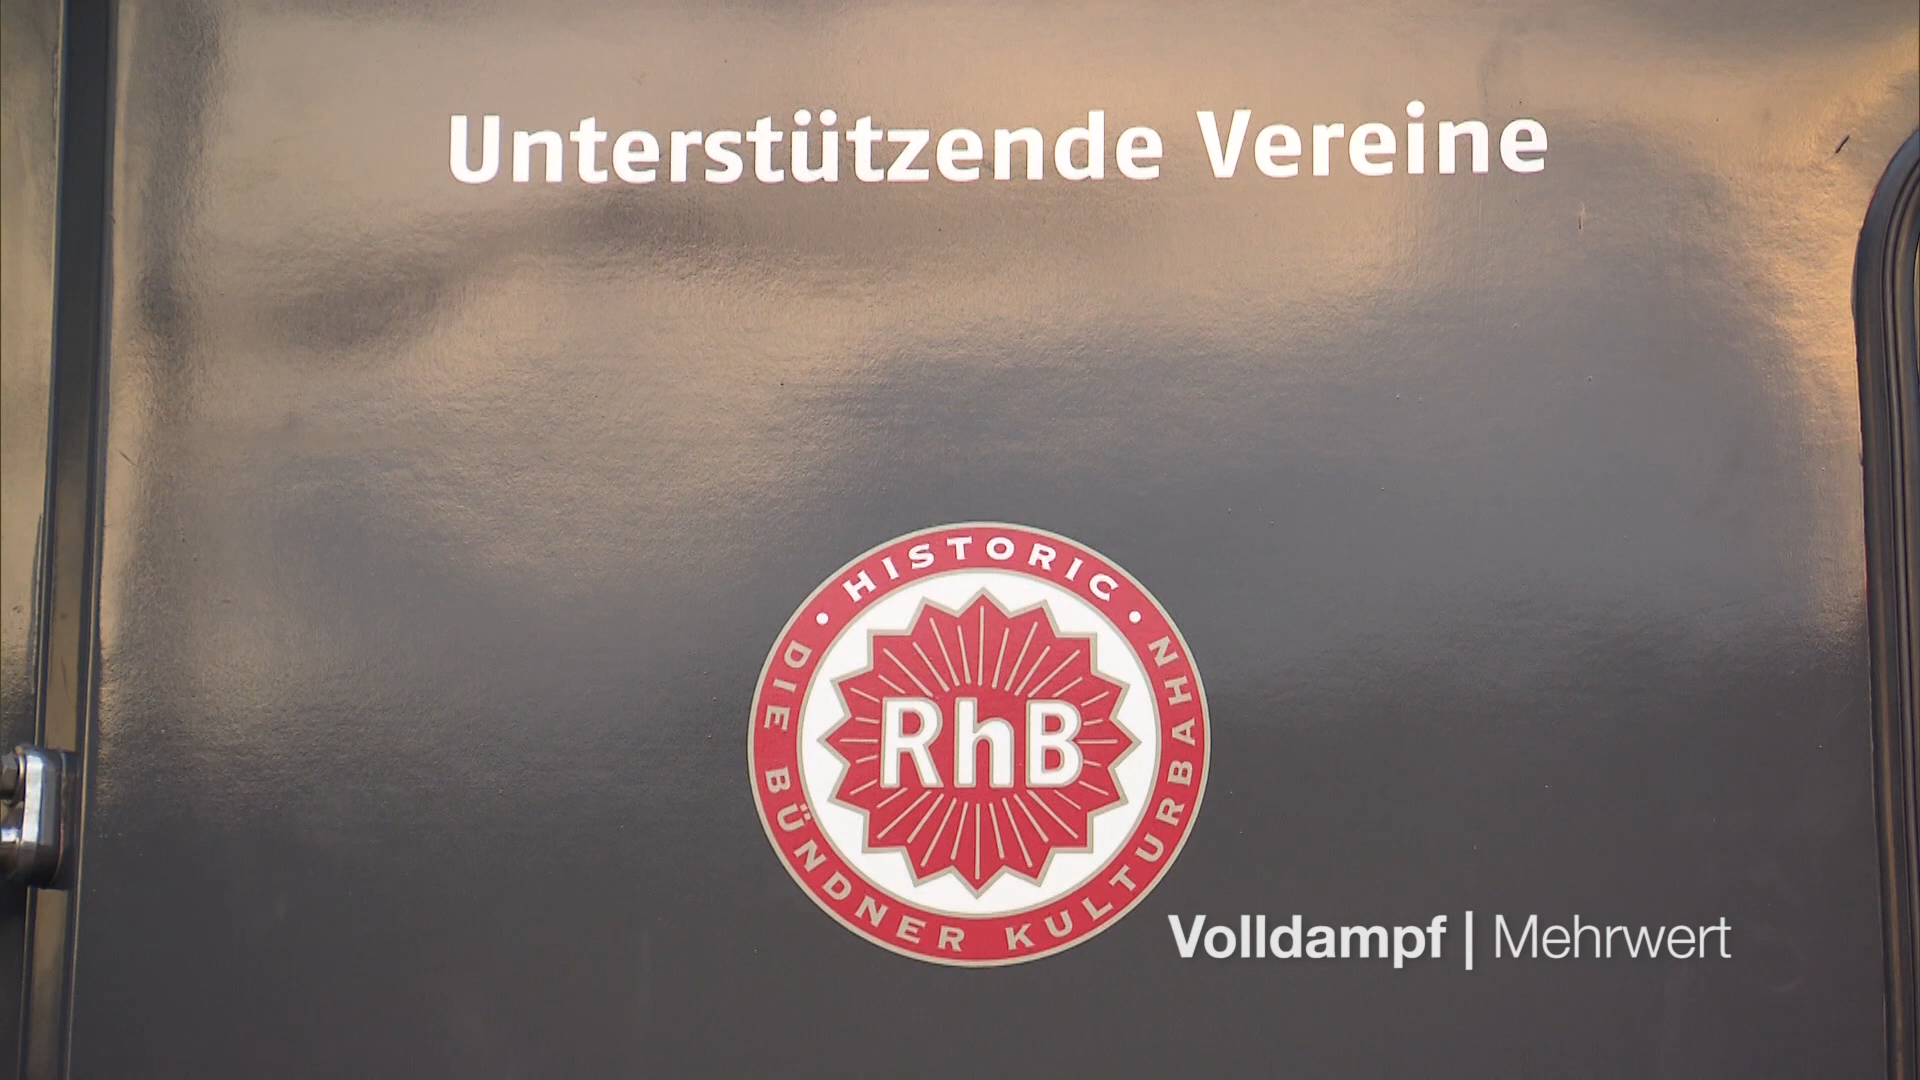 Unterstützende Vereine
• HISTORIC •
RhB
DIE BÜNDNER KULTURBAHN
Volldampf | Mehrwert